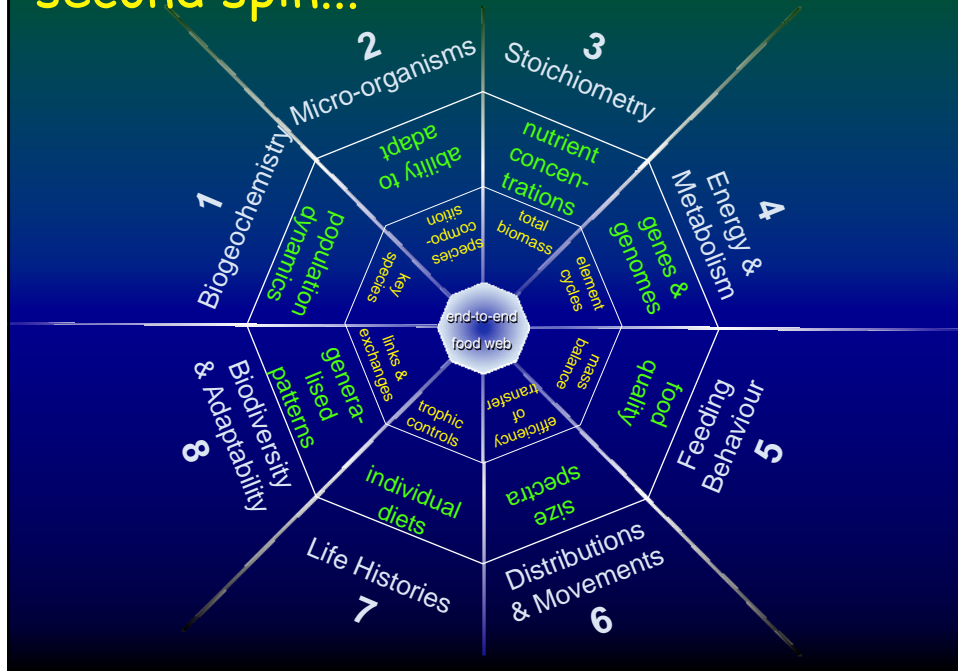 second spin...
1
Biogeochemistry
population
dynamics
key
species
2
Micro-organisms
ability to
adapt
species
compo-
sition
3
Stoichiometry
nutrient
concen-
trations
total
biomass
4
Energy &
Metabolism
genes &
genomes
element
cycles
5
Feeding
Behaviour
food
quality
mass
balance
6
Distributions
& Movements
size
spectra
efficiency
of
transfer
7
Life Histories
individual
diets
trophic
controls
8
Biodiversity
& Adaptability
genera-
lised
patterns
links &
exchanges
end-to-end
food web